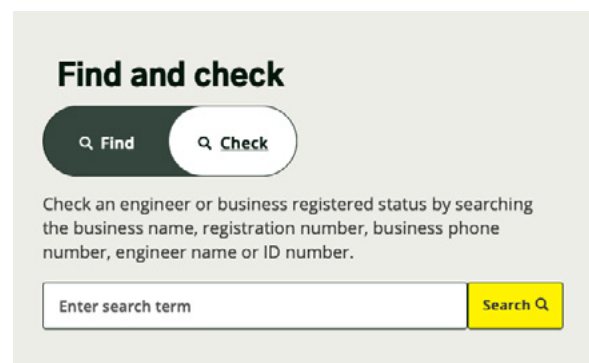 Find and check
Find Check
Check an engineer or business registered status by searching
the business name, registration number, business phone
number, engineer name or ID number.
Enter search term Search